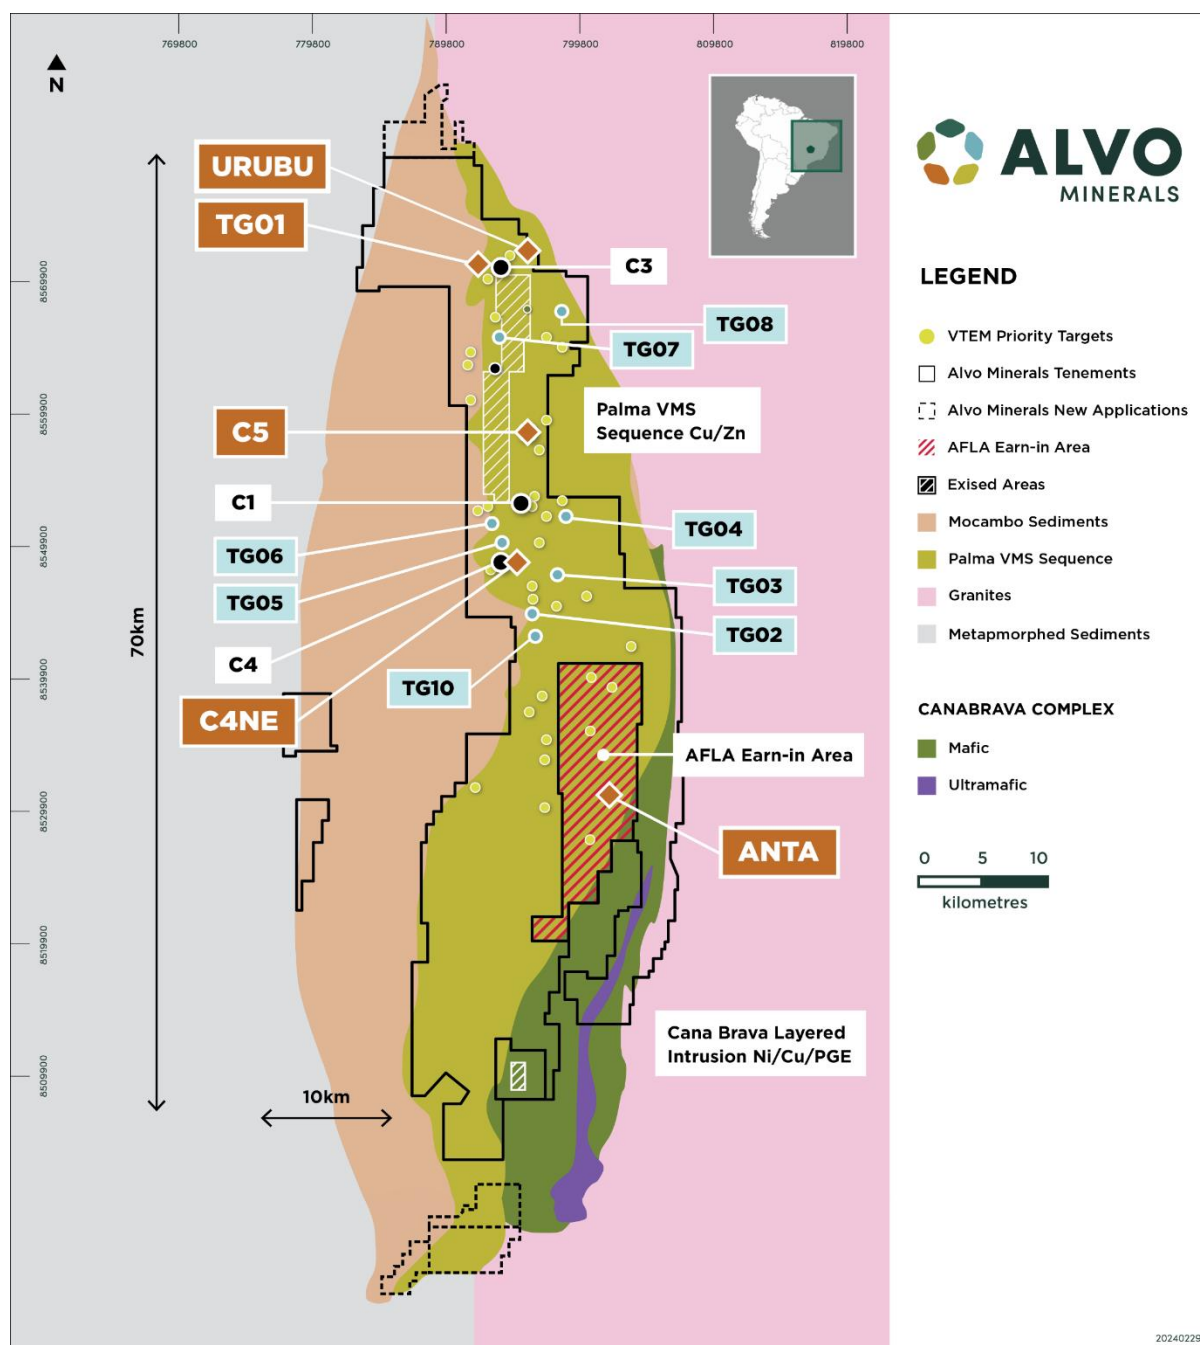 769800
779800
789800
799800
809800
819800
N
URUBU
TG01
C3
8569900
TG08
TG07
8559900
C5
Palma VMS
Sequence Cu/Zn
C1
TG04
8549900
TG06
TG05
TG03
TG02
70km
C4
TG10
8539900
C4NE
AFLA Earn-in Area
8529900
ANTA
8519900
Cana Brava Layered
Intrusion Ni/Cu/PGE
8509900
10km
ALVO
MINERALS
LEGEND
VTEM Priority Targets
Alvo Minerals Tenements
Alvo Minerals New Applications
AFLA Earn-in Area
Exised Areas
Mocambo Sediments
Palma VMS Sequence
Granites
Metapmorphed Sediments
CANABRAVA COMPLEX
Mafic
Ultramafic
0 5 10
kilometres
20240229